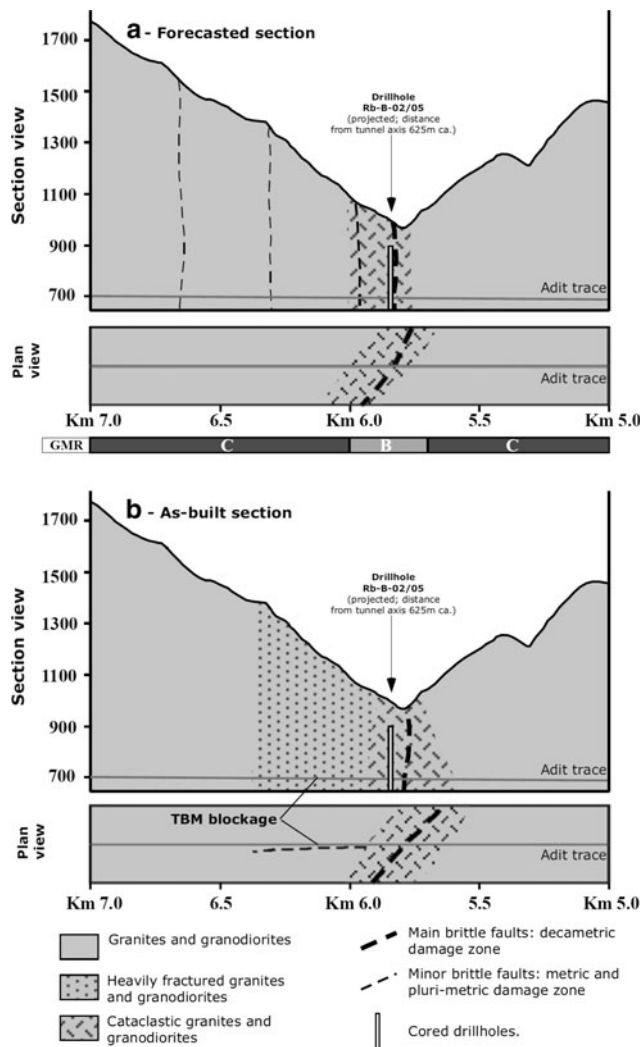 a - Forecasted section
1700
1500
1300
1100
900
700
Section view
Drillhole
Rb-B-02/05
(projected; distance
from tunnel axis 625m ca.)
Adit trace
Plan
view
Adit trace
Km 7.0
6.5
Km 6.0
5.5
Km 5.0
GMR
C
B
C
b - As-built section
1700
1500
1300
1100
900
700
Section view
Drillhole
Rb-B-02/05
(projected; distance
from tunnel axis 625m ca.)
Adit trace
TBM blockage
Plan
view
Adit trace
Km 7.0
6.5
Km 6.0
5.5
Km 5.0
Granites and granodiorites
Heavily fractured granites
and granodiorites
Cataclastic granites and
granodiorites
Main brittle faults: decametric
damage zone
Minor brittle faults: metric and
pluri-metric damage zone
Cored drillholes.